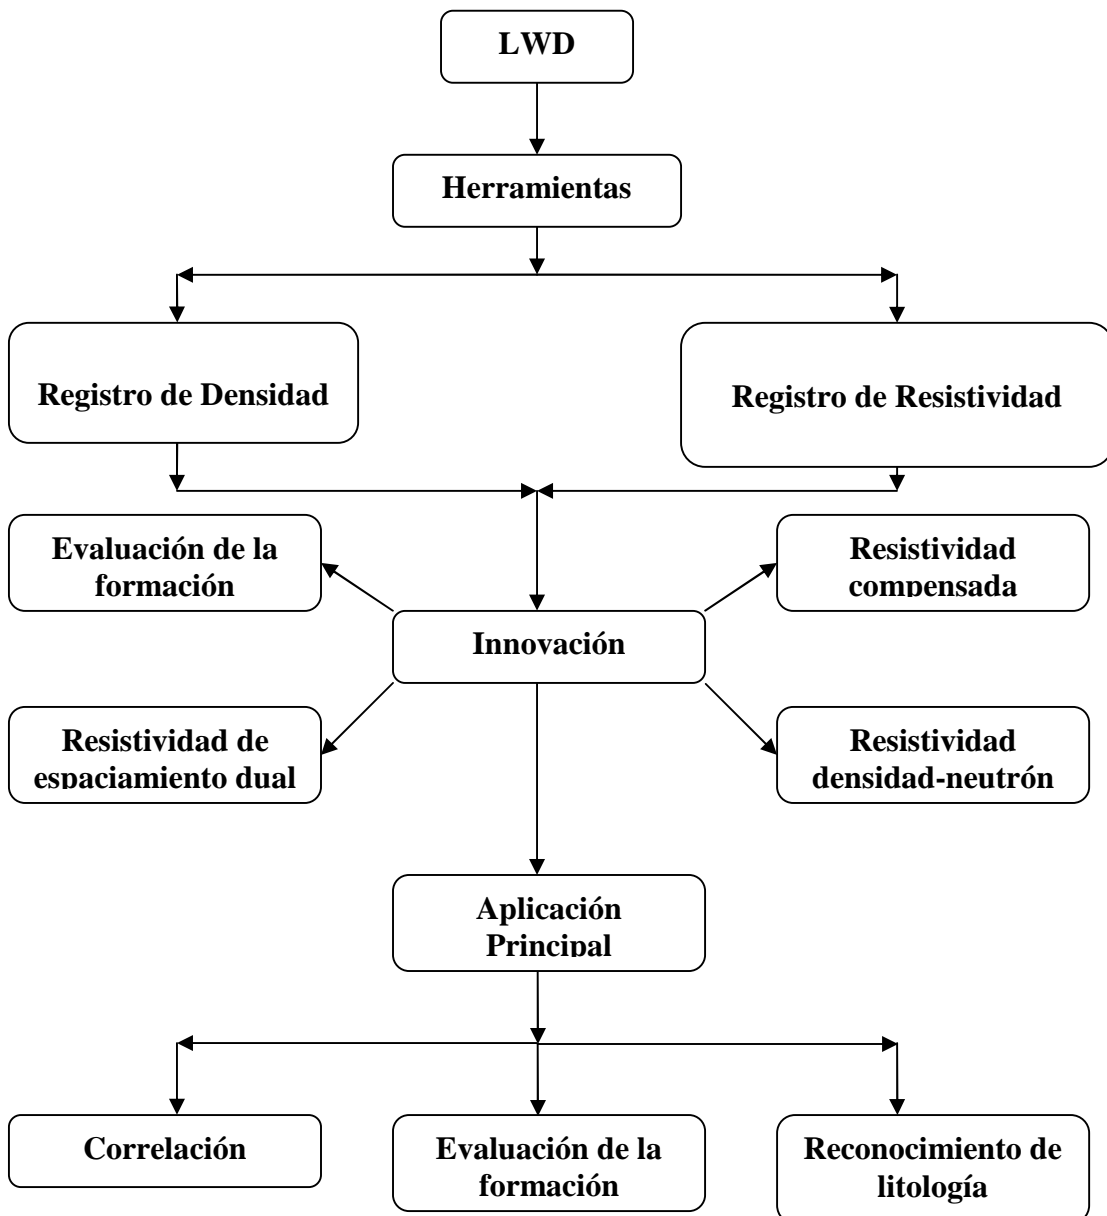 LWD
Herramientas
Registro de Densidad
Registro de Resistividad
Evaluación de la
formación
Resistividad
compensada
Innovación
Resistividad de
espaciamiento dual
Resistividad
densidad-neutrón
Aplicación
Principal
Correlación
Evaluación de la
formación
Reconocimiento de
litología